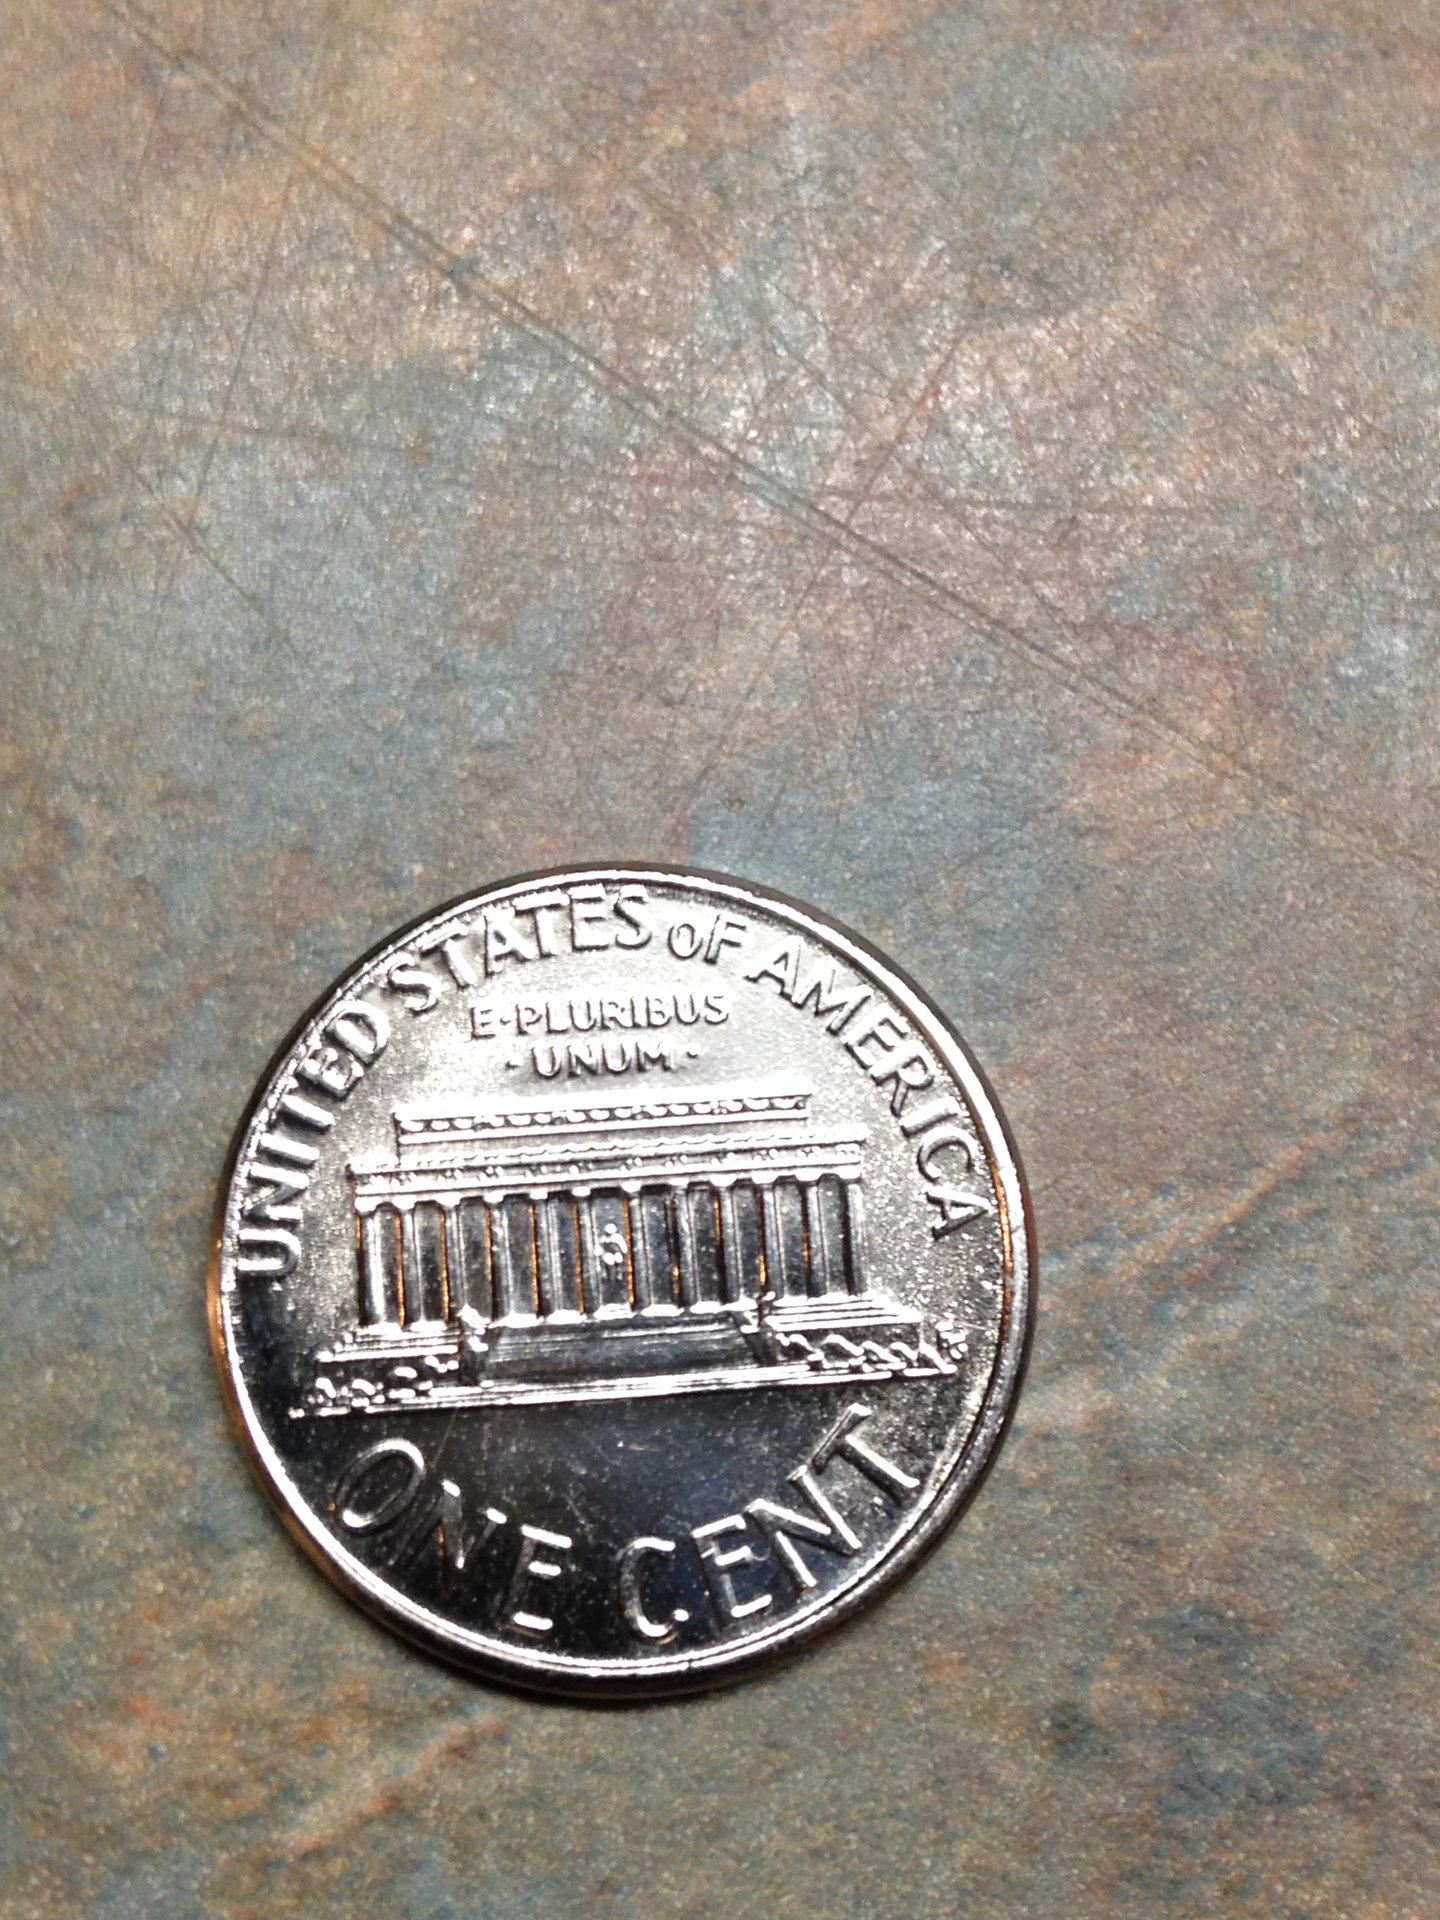 UNITED STATES OF AMERICA
E·PLURIBUS
·UNUM·
ONE CENT